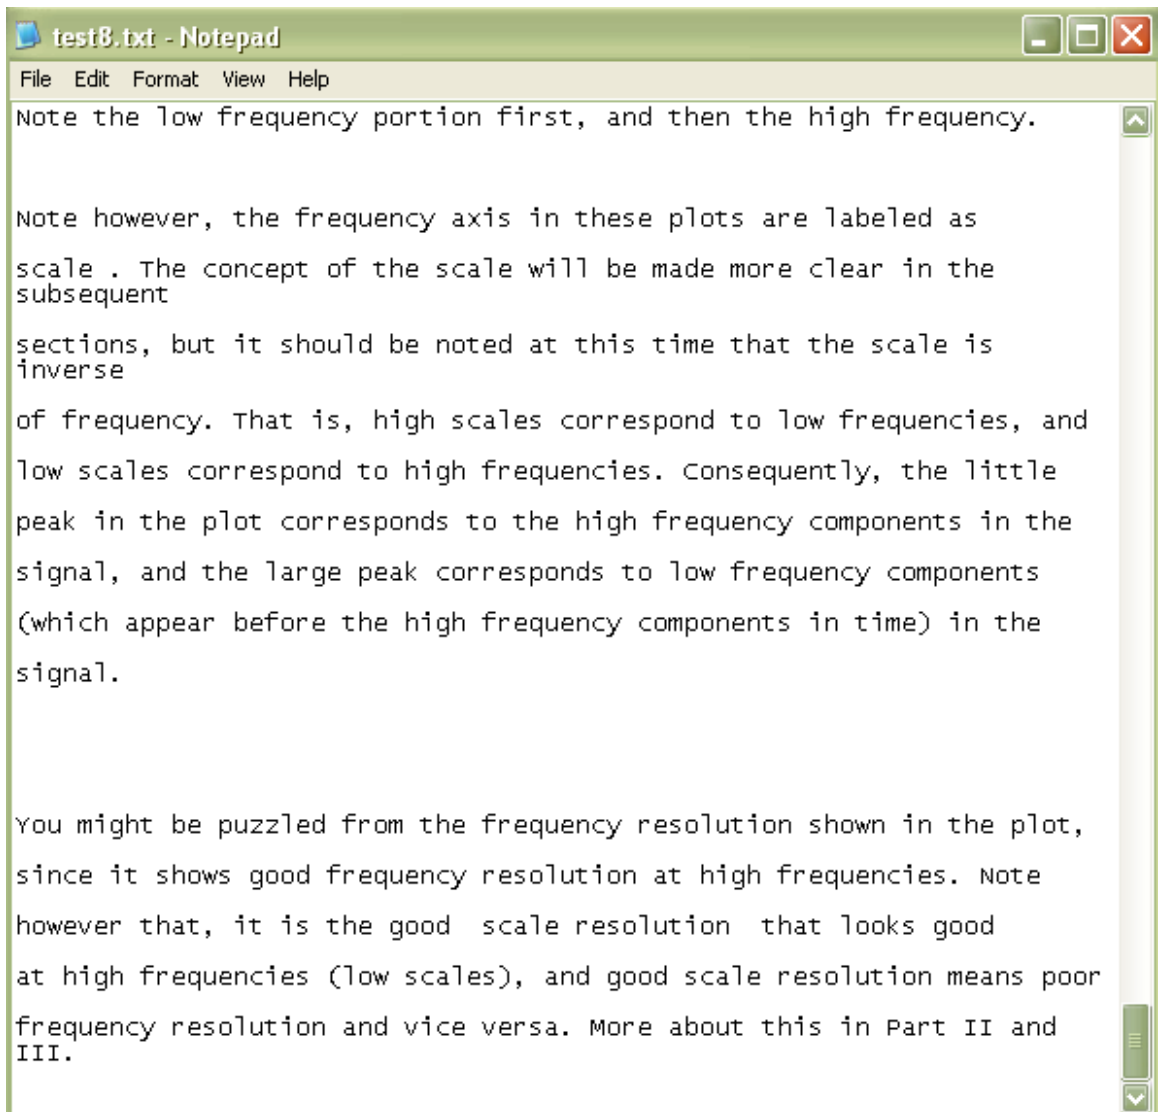 test8.txt - Notepad
File Edit Format View Help
Note the low frequency portion first, and then the high frequency.
Note however, the frequency axis in these plots are labeled as
scale . The concept of the scale will be made more clear in the
subsequent
sections, but it should be noted at this time that the scale is
inverse
of frequency. That is, high scales correspond to low frequencies, and
low scales correspond to high frequencies. Consequently, the little
peak in the plot corresponds to the high frequency components in the
signal, and the large peak corresponds to low frequency components
(which appear before the high frequency components in time) in the
signal.
You might be puzzled from the frequency resolution shown in the plot,
since it shows good frequency resolution at high frequencies. Note
however that, it is the good  scale resolution  that looks good
at high frequencies (low scales), and good scale resolution means poor
frequency resolution and vice versa. More about this in Part II and
III.